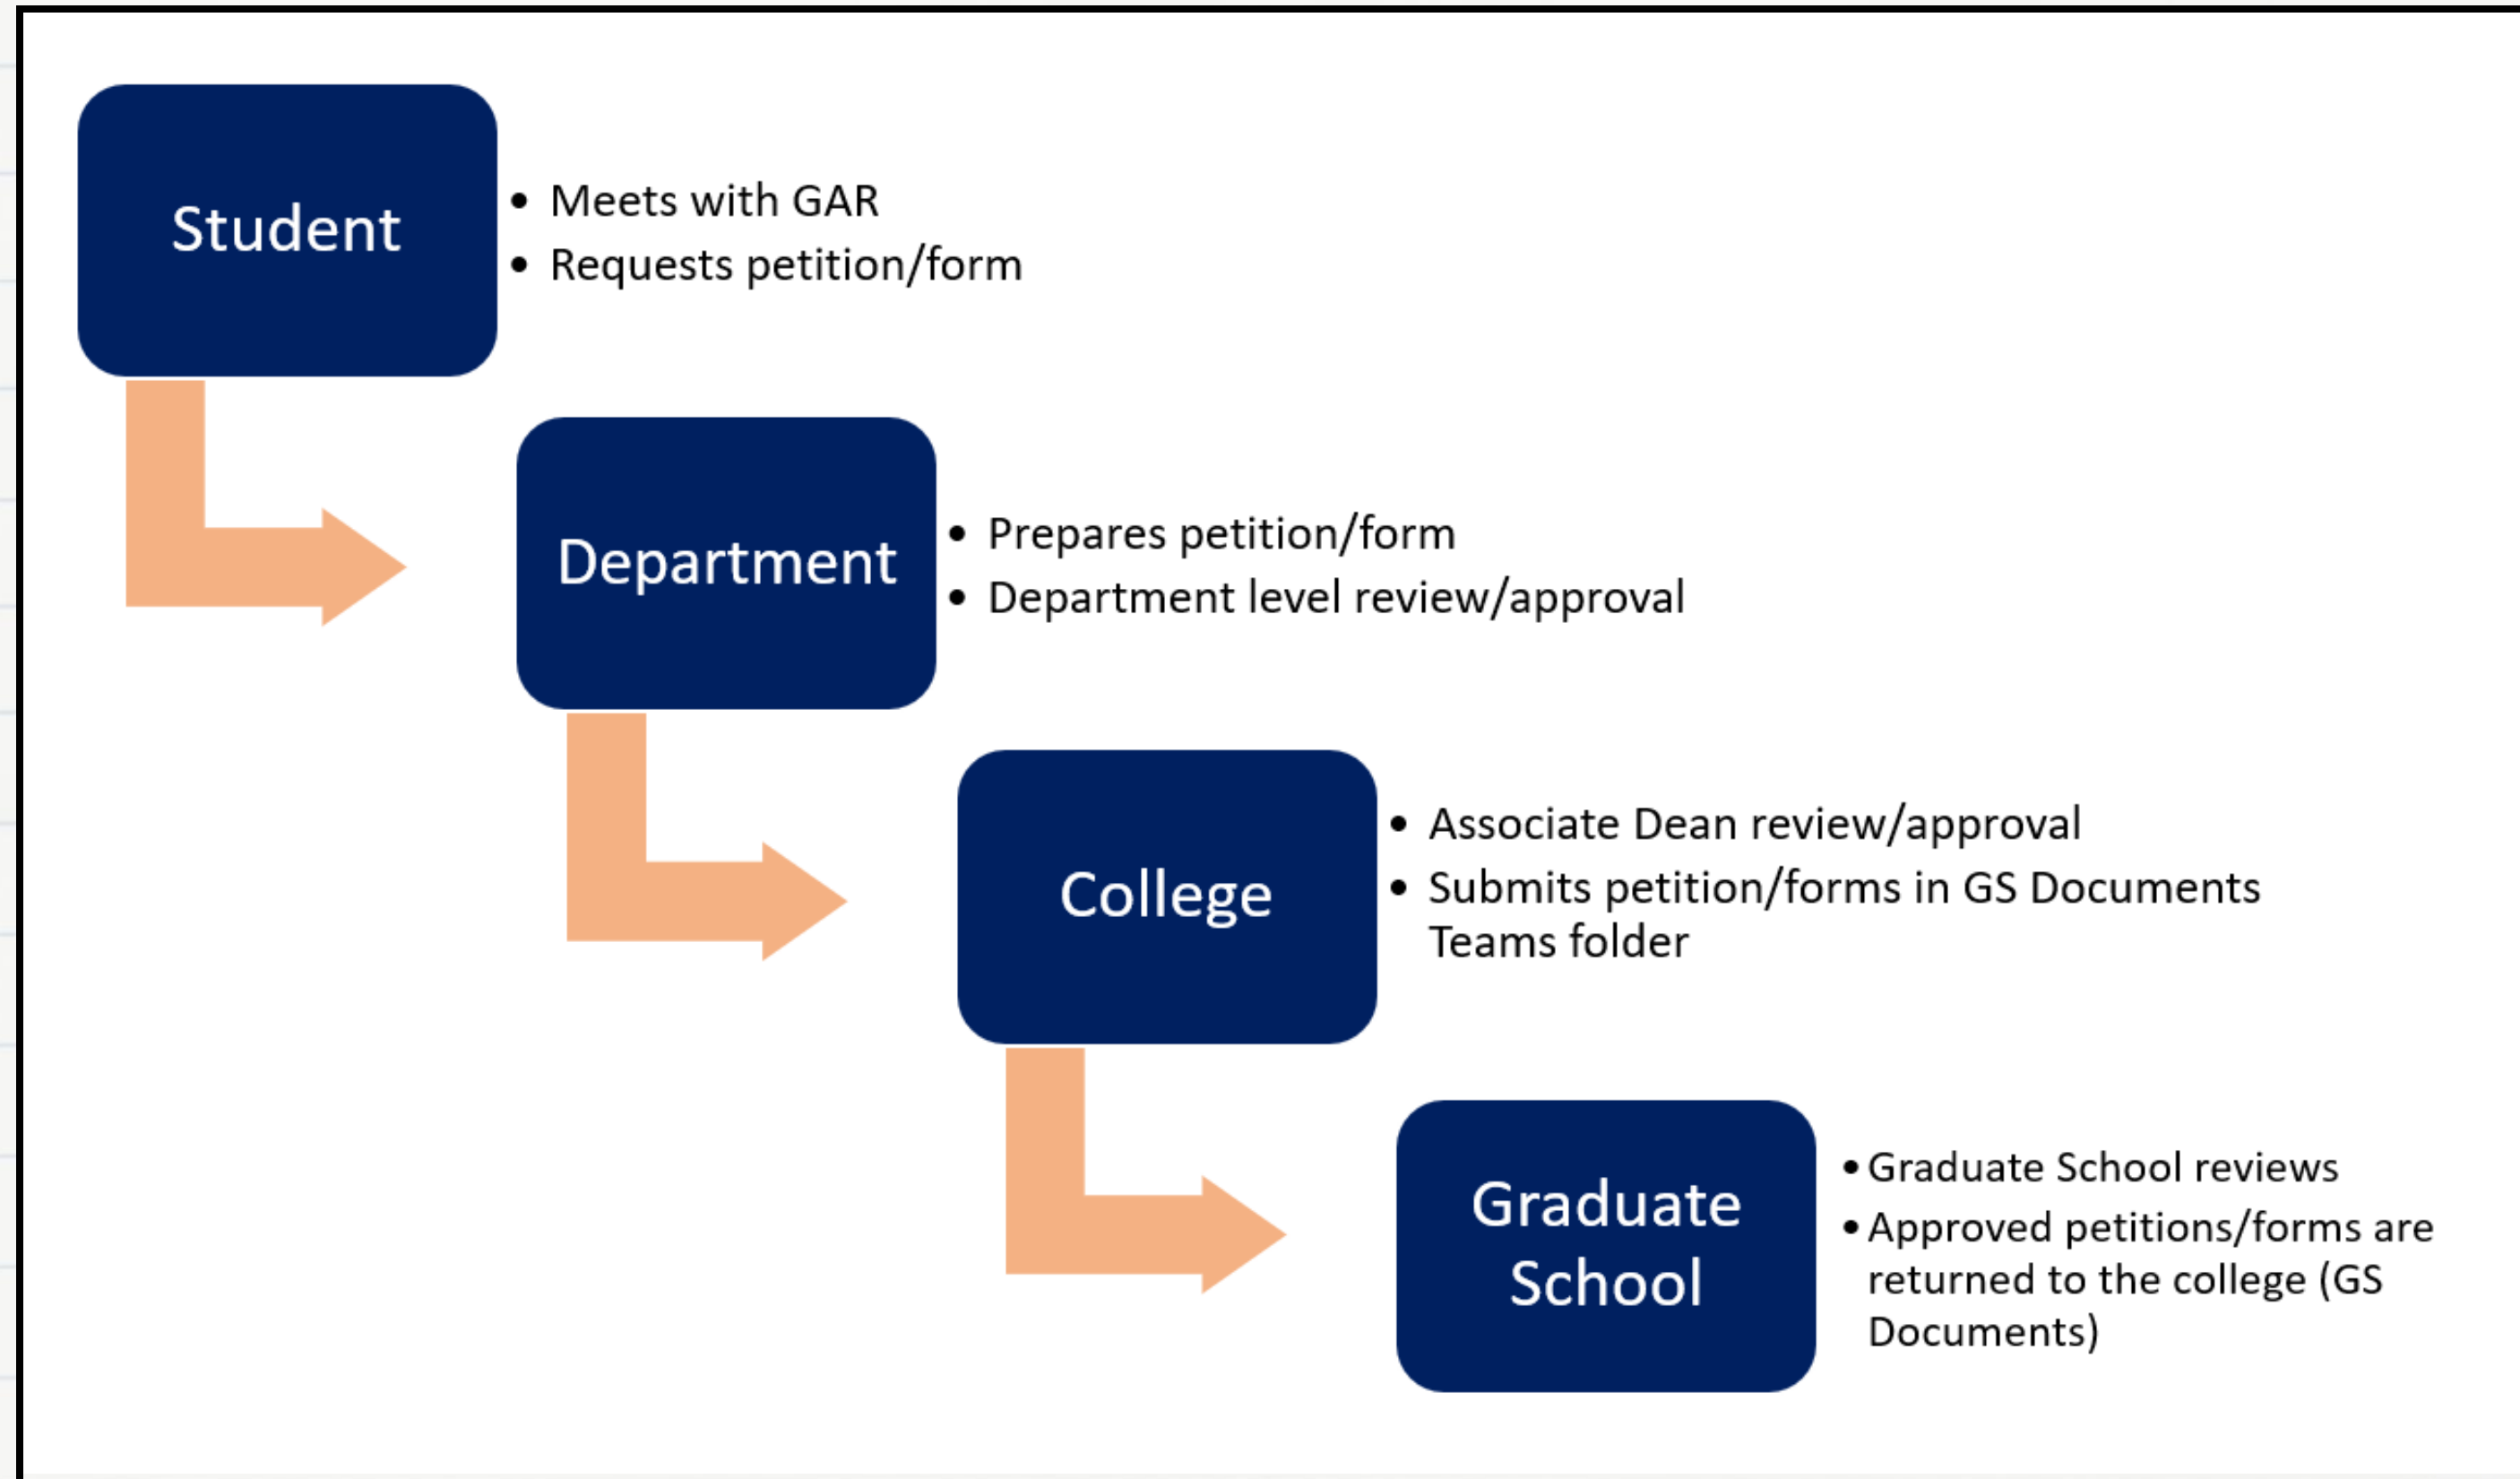 Student
• Meets with GAR
• Requests petition/form
Department
• Prepares petition/form
• Department level review/approval
College
• Associate Dean review/approval
• Submits petition/forms in GS Documents
Teams folder
Graduate
School
• Graduate School reviews
• Approved petitions/forms are
returned to the college (GS
Documents)